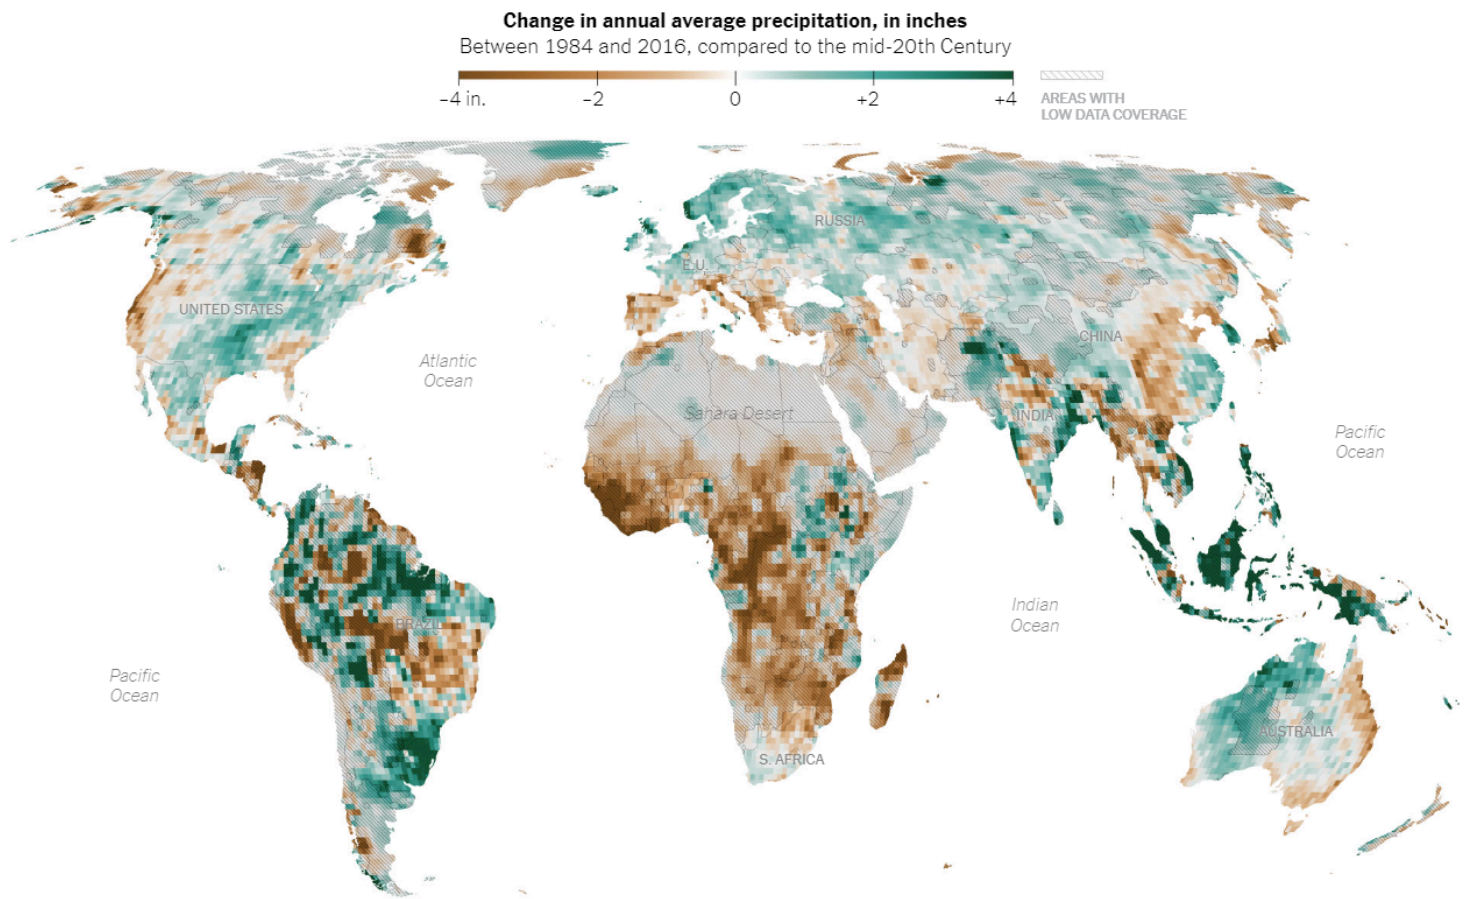 Change in annual average precipitation, in inches
Between 1984 and 2016, compared to the mid-20th Century
−4 in.
−2
0
+2
+4
AREAS WITH
LOW DATA COVERAGE
RUSSIA
E.U.
UNITED STATES
CHINA
Atlantic
Ocean
Sahara Desert
INDIA
Pacific
Ocean
Indian
Ocean
BRAZIL
Pacific
Ocean
AUSTRALIA
S. AFRICA